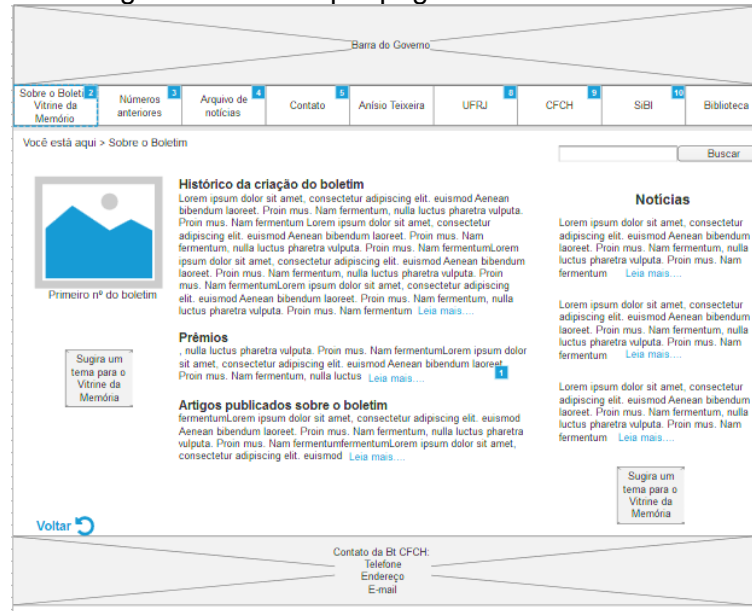 Barra do Governo
Sobre o Boleti 2
Vitrine da
Memório
Números 3
anteriores
Arquivo de 4
notícias
Contato 5
Anísio Teixeira
UFRJ 8
CFCH 9
SiBI 10
Biblioteca
Você está aqui > Sobre o Boletim
Buscar
Primeiro nº do boletim
Sugira um
tema para o
Vitrine da
Memória
Histórico da criação do boletim
Lorem ipsum dolor sit amet, consectetur adipiscing elit. euismod Aenean
bibendum laoreet. Proin mus. Nam fermentum, nulla luctus pharetra vulputa.
Proin mus. Nam fermentum Lorem ipsum dolor sit amet, consectetur
adipiscing elit. euismod Aenean bibendum laoreet. Proin mus. Nam
fermentum, nulla luctus pharetra vulputa. Proin mus. Nam fermentumLorem
ipsum dolor sit amet, consectetur adipiscing elit. euismod Aenean bibendum
laoreet. Proin mus. Nam fermentum, nulla luctus pharetra vulputa. Proin
mus. Nam fermentumLorem ipsum dolor sit amet, consectetur adipiscing
elit. euismod Aenean bibendum laoreet. Proin mus. Nam fermentum, nulla
luctus pharetra vulputa. Proin mus. Nam fermentum Leia mais....
Prêmios
, nulla luctus pharetra vulputa. Proin mus. Nam fermentumLorem ipsum dolor
sit amet, consectetur adipiscing elit. euismod Aenean bibendum laoreet
Proin mus. Nam fermentum, nulla luctus Leia mais.... 1
Artigos publicados sobre o boletim
fermentumLorem ipsum dolor sit amet, consectetur adipiscing elit. euismod
Aenean bibendum laoreet. Proin mus. Nam fermentum, nulla luctus pharetra
vulputa. Proin mus. Nam fermentumfermentumLorem ipsum dolor sit amet,
consectetur adipiscing elit. euismod Leia mais....
Notícias
Lorem ipsum dolor sit amet, consectetur
adipiscing elit. euismod Aenean bibendum
laoreet. Proin mus. Nam fermentum, nulla
luctus pharetra vulputa. Proin mus. Nam
fermentum Leia mais....
Lorem ipsum dolor sit amet, consectetur
adipiscing elit. euismod Aenean bibendum
laoreet. Proin mus. Nam fermentum, nulla
luctus pharetra vulputa. Proin mus. Nam
fermentum Leia mais....
Lorem ipsum dolor sit amet, consectetur
adipiscing elit. euismod Aenean bibendum
laoreet. Proin mus. Nam fermentum, nulla
luctus pharetra vulputa. Proin mus. Nam
fermentum Leia mais....
Sugira um
tema para o
Vitrine da
Memória
Voltar
Contato da Bt CFCH:
Telefone
Endereço
E-mail